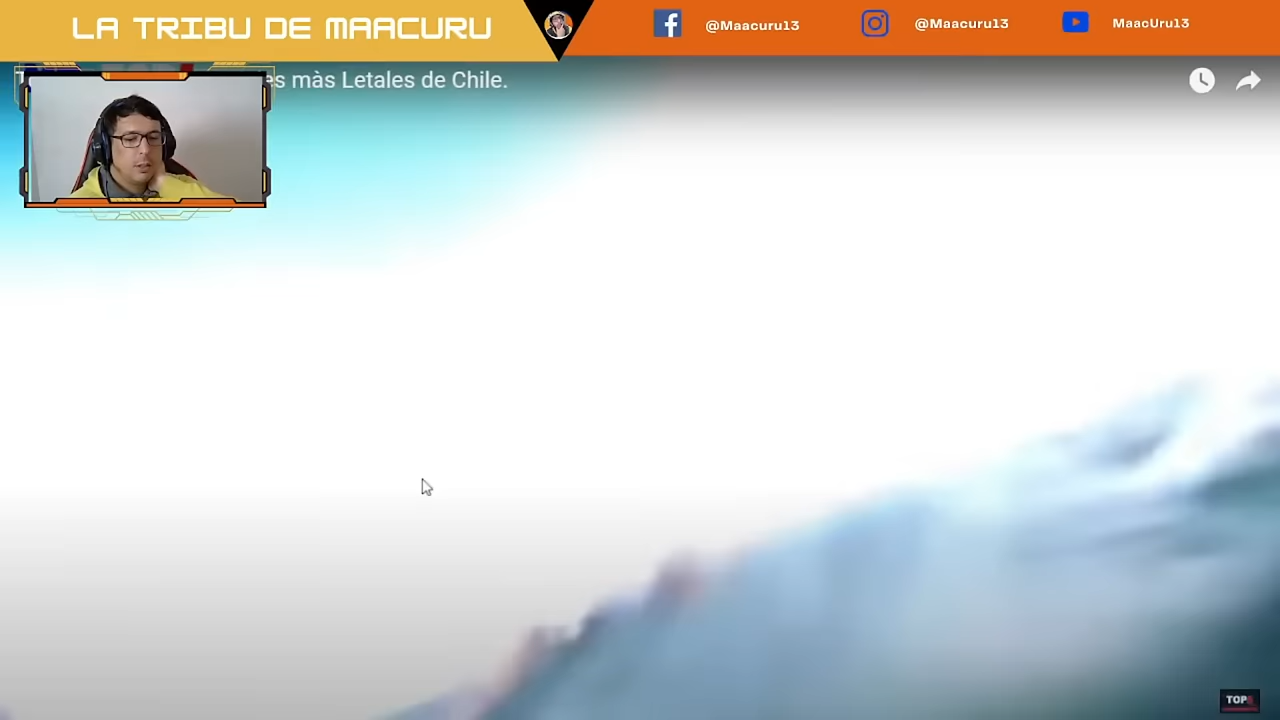 LA TRIBU DE MAACURU
@Maacuru13
@Maacuru13
MaacUru13
es màs Letales de Chile.
TOP